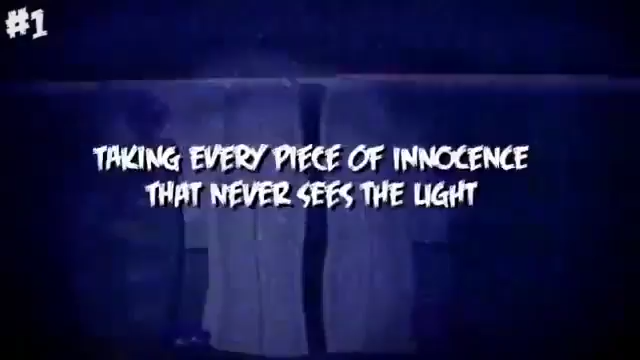 #1
TAKING EVERY PIECE OF INNOCENCE
THAT NEVER SEES THE LIGHT